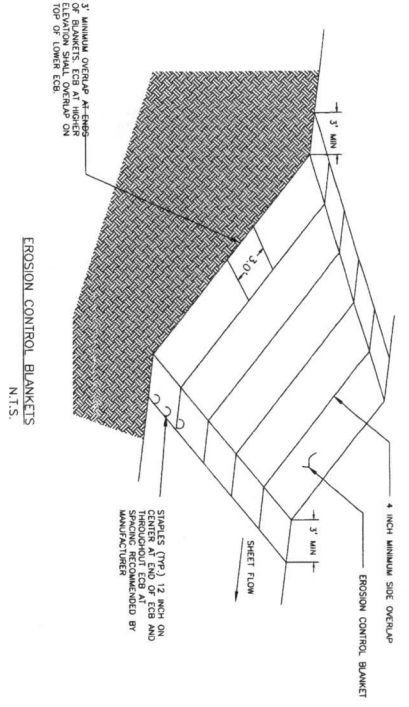 3' MIN
4 INCH MINIMUM SIDE OVERLAP
EROSION CONTROL BLANKET
3' MIN
SHEET FLOW
3.0'
3' MINIMUM OVERLAP AT ENDS
OF BLANKETS. ECB AT HIGHER
ELEVATION SHALL OVERLAP ON
TOP OF LOWER ECB.
STAPLES (TYP.) 12 INCH ON
CENTER AT END OF ECB AND
THROUGHOUT ECB AT
SPACING RECOMMENDED BY
MANUFACTURER
EROSION CONTROL BLANKETS
N.T.S.